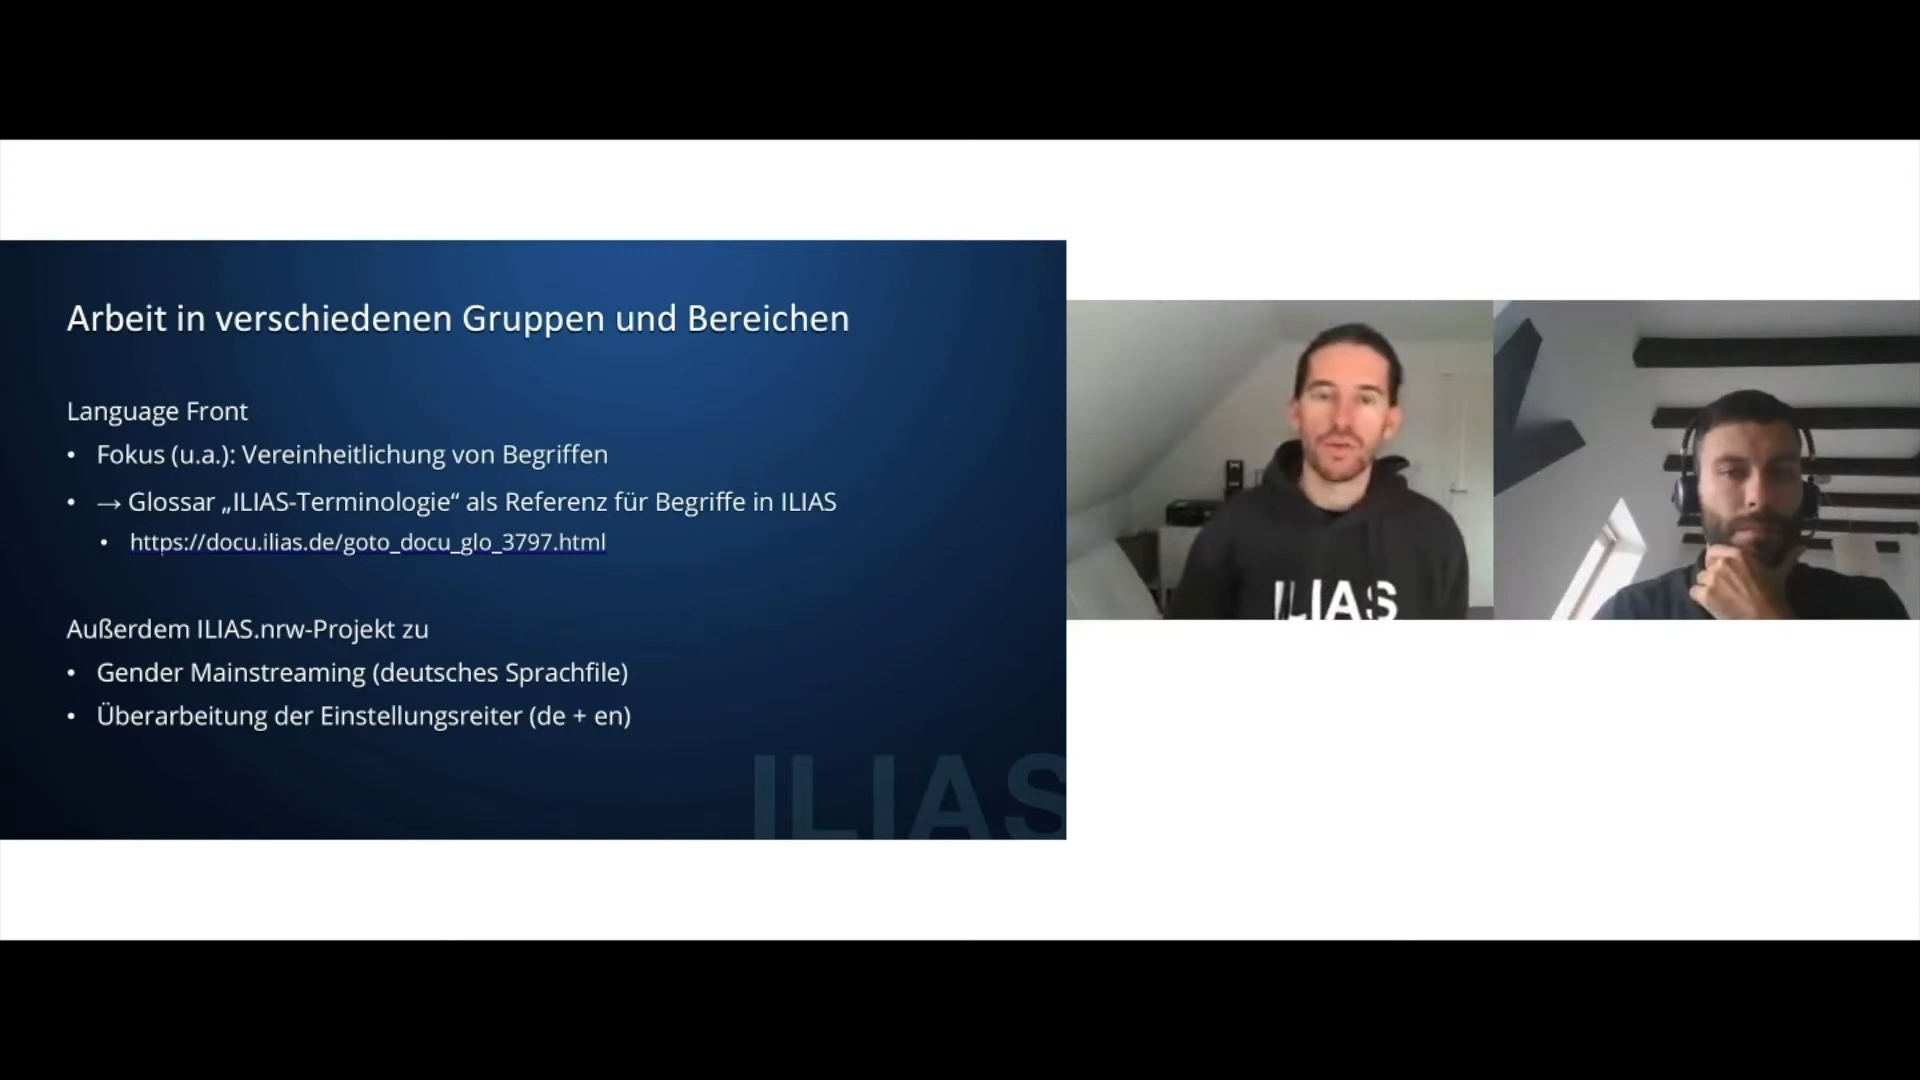 Arbeit in verschiedenen Gruppen und Bereichen
Language Front
• Fokus (u.a.): Vereinheitlichung von Begriffen
• → Glossar „ILIAS-Terminologie“ als Referenz für Begriffe in ILIAS
• https://docu.ilias.de/goto_docu_glo_3797.html
Außerdem ILIAS.nrw-Projekt zu
• Gender Mainstreaming (deutsches Sprachfile)
• Überarbeitung der Einstellungsreiter (de + en)
ILIAS
ILIAS